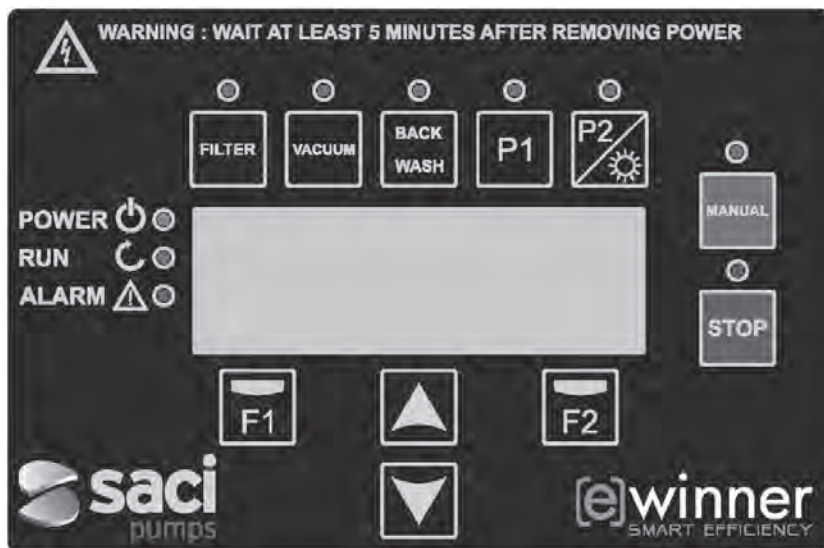 WARNING : WAIT AT LEAST 5 MINUTES AFTER REMOVING POWER
FILTER
VACUUM
BACK
WASH
P1
P2
MANUAL
POWER
RUN
ALARM
STOP
F1
F2
saci
pumps
[e]winner
SMART EFFICIENCY